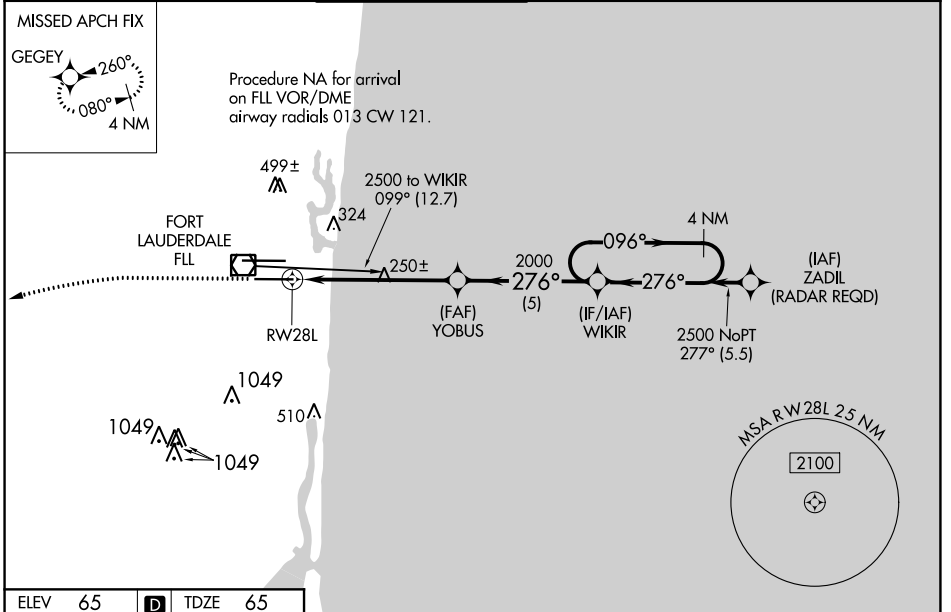 MISSED APCH FIX
GEGEY
260°
080°
4 NM
Procedure NA for arrival
on FLL VOR/DME
airway radials 013 CW 121.
499±
2500 to WIKIR
099° (12.7)
324
4 NM
FORT
LAUDERDALE
FLL
096°
250±
2000
276°
(5)
276°
(IAF)
ZADIL
(RADAR REQD)
(FAF)
YOBUS
(IF/IAF)
WIKIR
RW28L
2500 NoPT
277° (5.5)
1049
510
1049
1049
MSA RW28L 25 NM
2100
ELEV 65 D TDZE 65